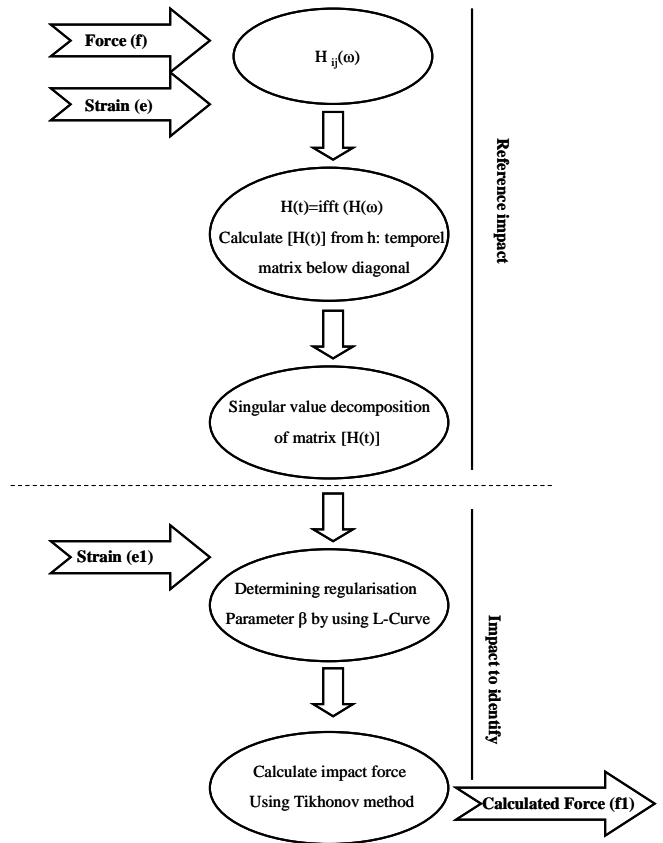 Force (f)
H ij(ω)
Strain (e)
Reference impact
H(t)=ifft (H(ω)
Calculate [H(t)] from h: temporel
matrix below diagonal
Singular value decomposition
of matrix [H(t)]
Strain (e1)
Determining regularisation
Parameter β by using L-Curve
Impact to identify
Calculate impact force
Using Tikhonov method
Calculated Force (f1)